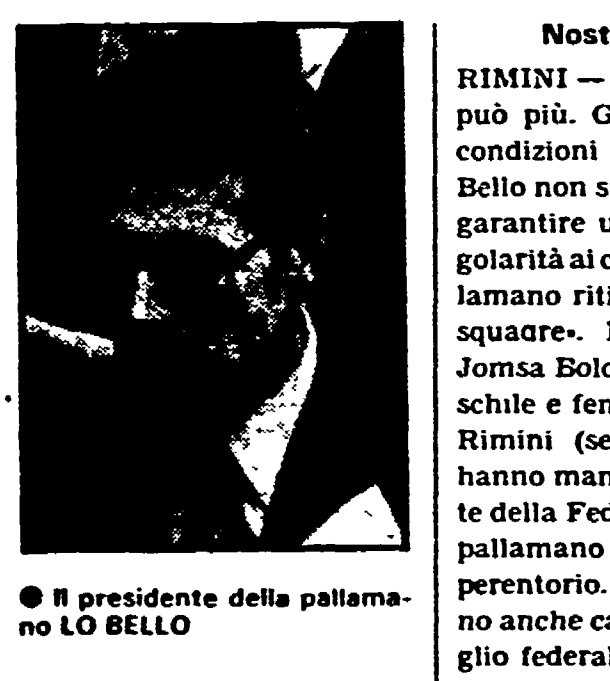 ● Il presidente della pallama-
no LO BELLO
Nost
RIMINI —
può più. G
condizioni
Bello non s
garantire u
golarità ai c
lamano riti
squadre». I
Jomsa Bolo
schile e fem
Rimini (se
hanno man
te della Fed
pallamano
perentorio.
no anche ca
glio federal